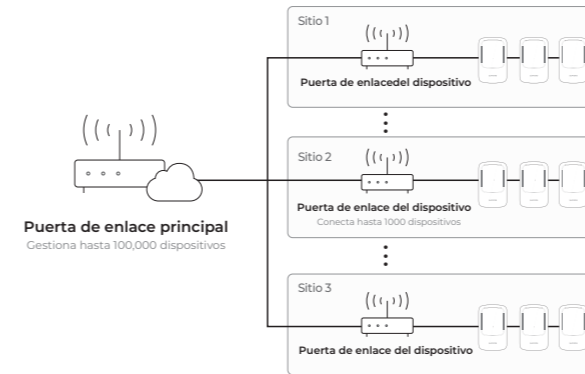 Sitio 1
Puerta de enlacedel dispositivo
Sitio 2
Puerta de enlace del dispositivo
Conecta hasta 1000 dispositivos
Puerta de enlace principal
Gestiona hasta 100,000 dispositivos
Sitio 3
Puerta de enlace del dispositivo